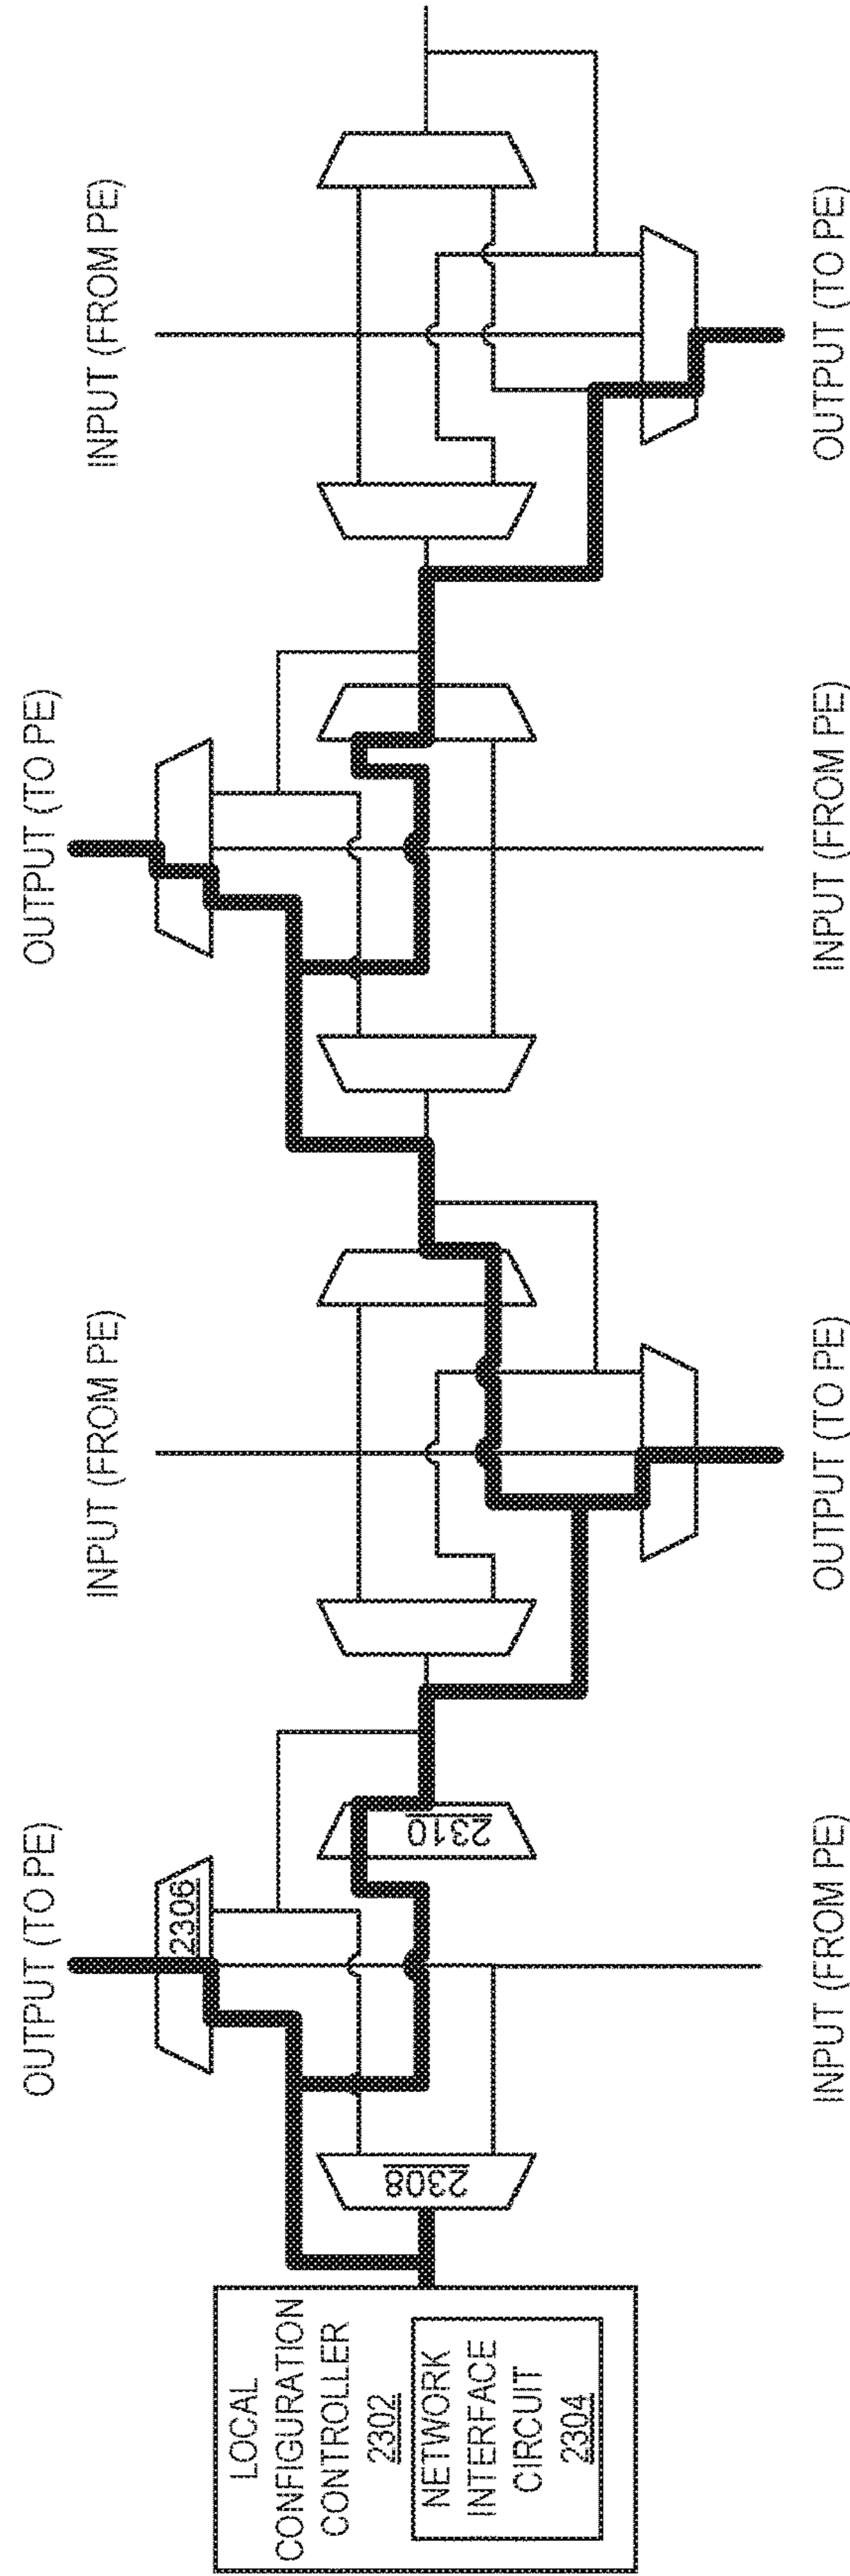 OUTPUT (TO PE)
INPUT (FROM PE)
OUTPUT (TO PE)
INPUT (FROM PE)
LOCAL
CONFIGURATION
CONTROLLER
2302
NETWORK
INTERFACE
CIRCUIT
2304
2306
2308
2310
INPUT (FROM PE)
OUTPUT (TO PE)
INPUT (FROM PE)
OUTPUT (TO PE)